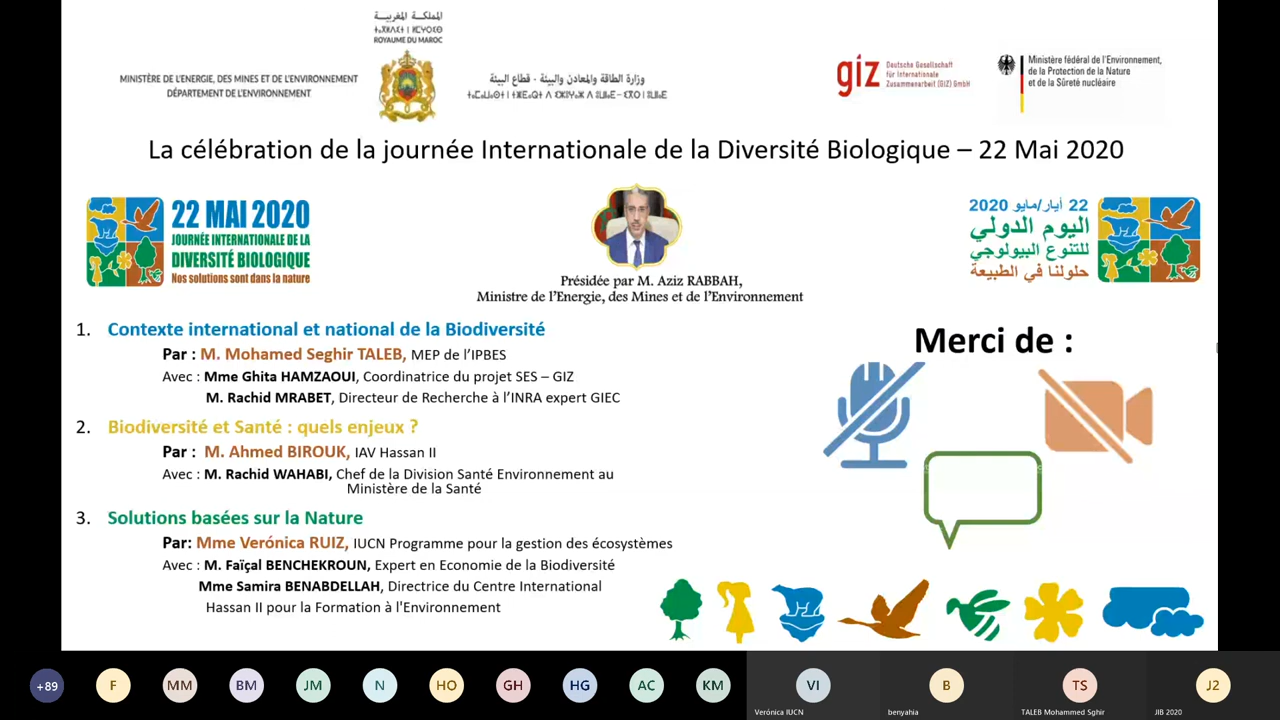 المملكة المغربية
ⵜⴰⴳⵍⴷⵉⵜ ⵏ ⵍⵎⵖⵔⵉⴱ
ROYAUME DU MAROC
MINISTÈRE DE L'ENERGIE, DES MINES ET DE L'ENVIRONNEMENT
DÉPARTEMENT DE L'ENVIRONNEMENT
وزارة الطاقة والمعادن والبيئة - قطاع البيئة
giz Deutsche Gesellschaft
für Internationale
Zusammenarbeit (GIZ) GmbH
Ministère fédéral de l'Environnement,
de la Protection de la Nature
et de la Sûreté nucléaire
La célébration de la journée Internationale de la Diversité Biologique – 22 Mai 2020
22 MAI 2020
JOURNÉE INTERNATIONALE DE LA
DIVERSITÉ BIOLOGIQUE
Nos solutions sont dans la nature
22 أيار/مايو 2020
اليوم الدولي
للتنوع البيولوجي
حلولنا في الطبيعة
Présidée par M. Aziz RABBAH,
Ministre de l'Energie, des Mines et de l'Environnement
1. Contexte international et national de la Biodiversité
Par : M. Mohamed Seghir TALEB, MEP de l'IPBES
Avec : Mme Ghita HAMZAOUI, Coordinatrice du projet SES – GIZ
M. Rachid MRABET, Directeur de Recherche à l'INRA expert GIEC
2. Biodiversité et Santé : quels enjeux ?
Par : M. Ahmed BIROUK, IAV Hassan II
Avec : M. Rachid WAHABI, Chef de la Division Santé Environnement au
Ministère de la Santé
3. Solutions basées sur la Nature
Par: Mme Verónica RUIZ, IUCN Programme pour la gestion des écosystèmes
Avec : M. Faïçal BENCHEKROUN, Expert en Economie de la Biodiversité
Mme Samira BENABDELLAH, Directrice du Centre International
Hassan II pour la Formation à l'Environnement
Merci de :
+89 F MM BM JM N HO GH HG AC KM VI B TS J2
Verónica IUCN benyahia TALEB Mohammed Sghir JIB 2020